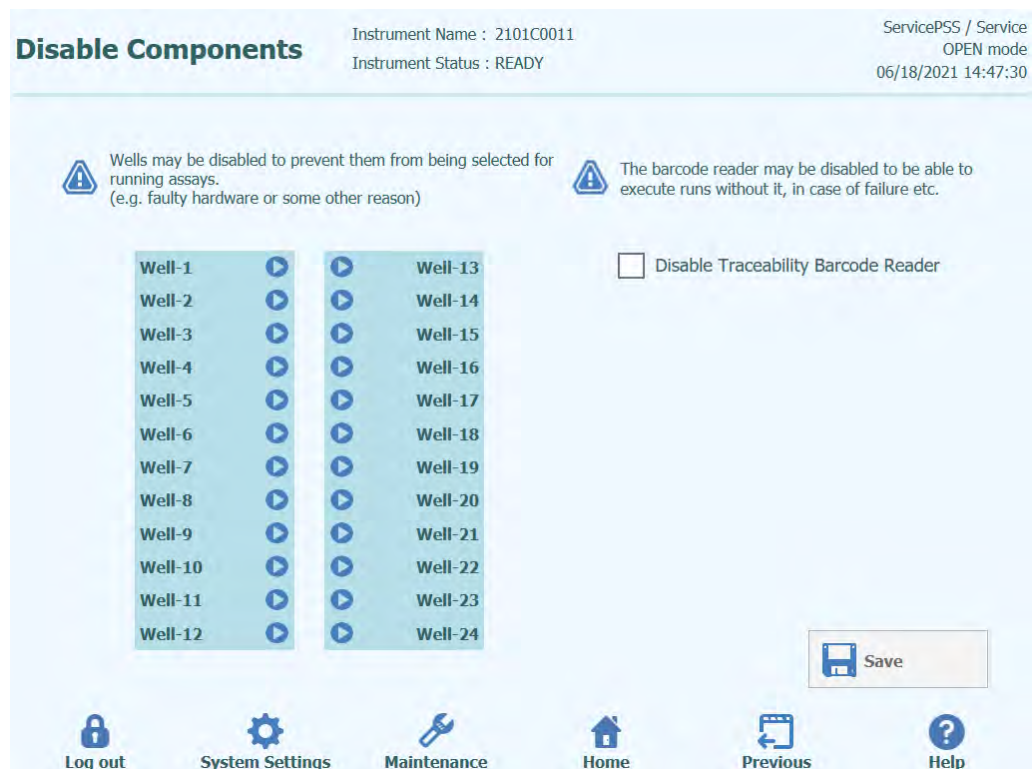 Disable Components
Instrument Name : 2101C0011
Instrument Status : READY
ServicePSS / Service
OPEN mode
06/18/2021 14:47:30
Wells may be disabled to prevent them from being selected for
running assays.
(e.g. faulty hardware or some other reason)
The barcode reader may be disabled to be able to
execute runs without it, in case of failure etc.
Well-1
Well-2
Well-3
Well-4
Well-5
Well-6
Well-7
Well-8
Well-9
Well-10
Well-11
Well-12
Well-13
Well-14
Well-15
Well-16
Well-17
Well-18
Well-19
Well-20
Well-21
Well-22
Well-23
Well-24
Disable Traceability Barcode Reader
Save
Log out
System Settings
Maintenance
Home
Previous
Help